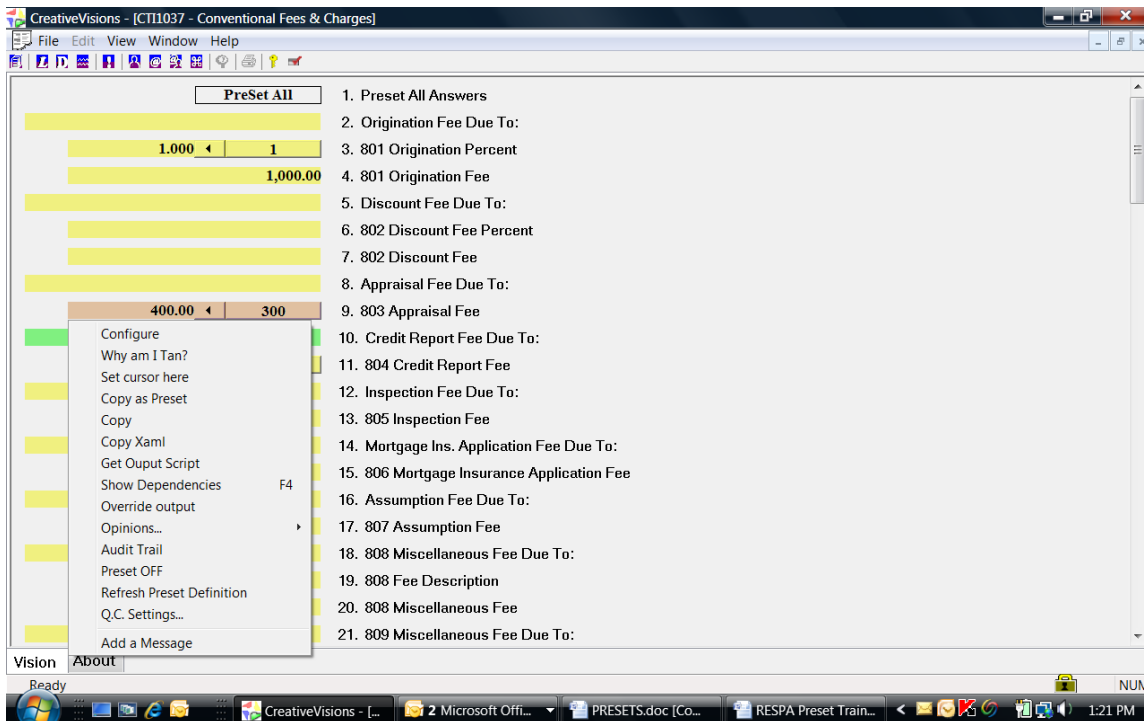 CreativeVisions - [CTI1037 - Conventional Fees & Charges]
File Edit View Window Help
PreSet All 1. Preset All Answers
2. Origination Fee Due To:
1.000 1 3. 801 Origination Percent
1,000.00 4. 801 Origination Fee
5. Discount Fee Due To:
6. 802 Discount Fee Percent
7. 802 Discount Fee
8. Appraisal Fee Due To:
400.00 300 9. 803 Appraisal Fee
10. Credit Report Fee Due To:
11. 804 Credit Report Fee
12. Inspection Fee Due To:
13. 805 Inspection Fee
14. Mortgage Ins. Application Fee Due To:
15. 806 Mortgage Insurance Application Fee
16. Assumption Fee Due To:
17. 807 Assumption Fee
18. 808 Miscellaneous Fee Due To:
19. 808 Fee Description
20. 808 Miscellaneous Fee
21. 809 Miscellaneous Fee Due To:
Configure
Why am I Tan?
Set cursor here
Copy as Preset
Copy
Copy Xaml
Get Ouput Script
Show Dependencies F4
Override output
Opinions...
Audit Trail
Preset OFF
Refresh Preset Definition
Q.C. Settings...
Add a Message
Vision About
Ready NUM
CreativeVisions - [... 2 Microsoft Offi... PRESETS.doc [Co... RESPA Preset Train... 1:21 PM